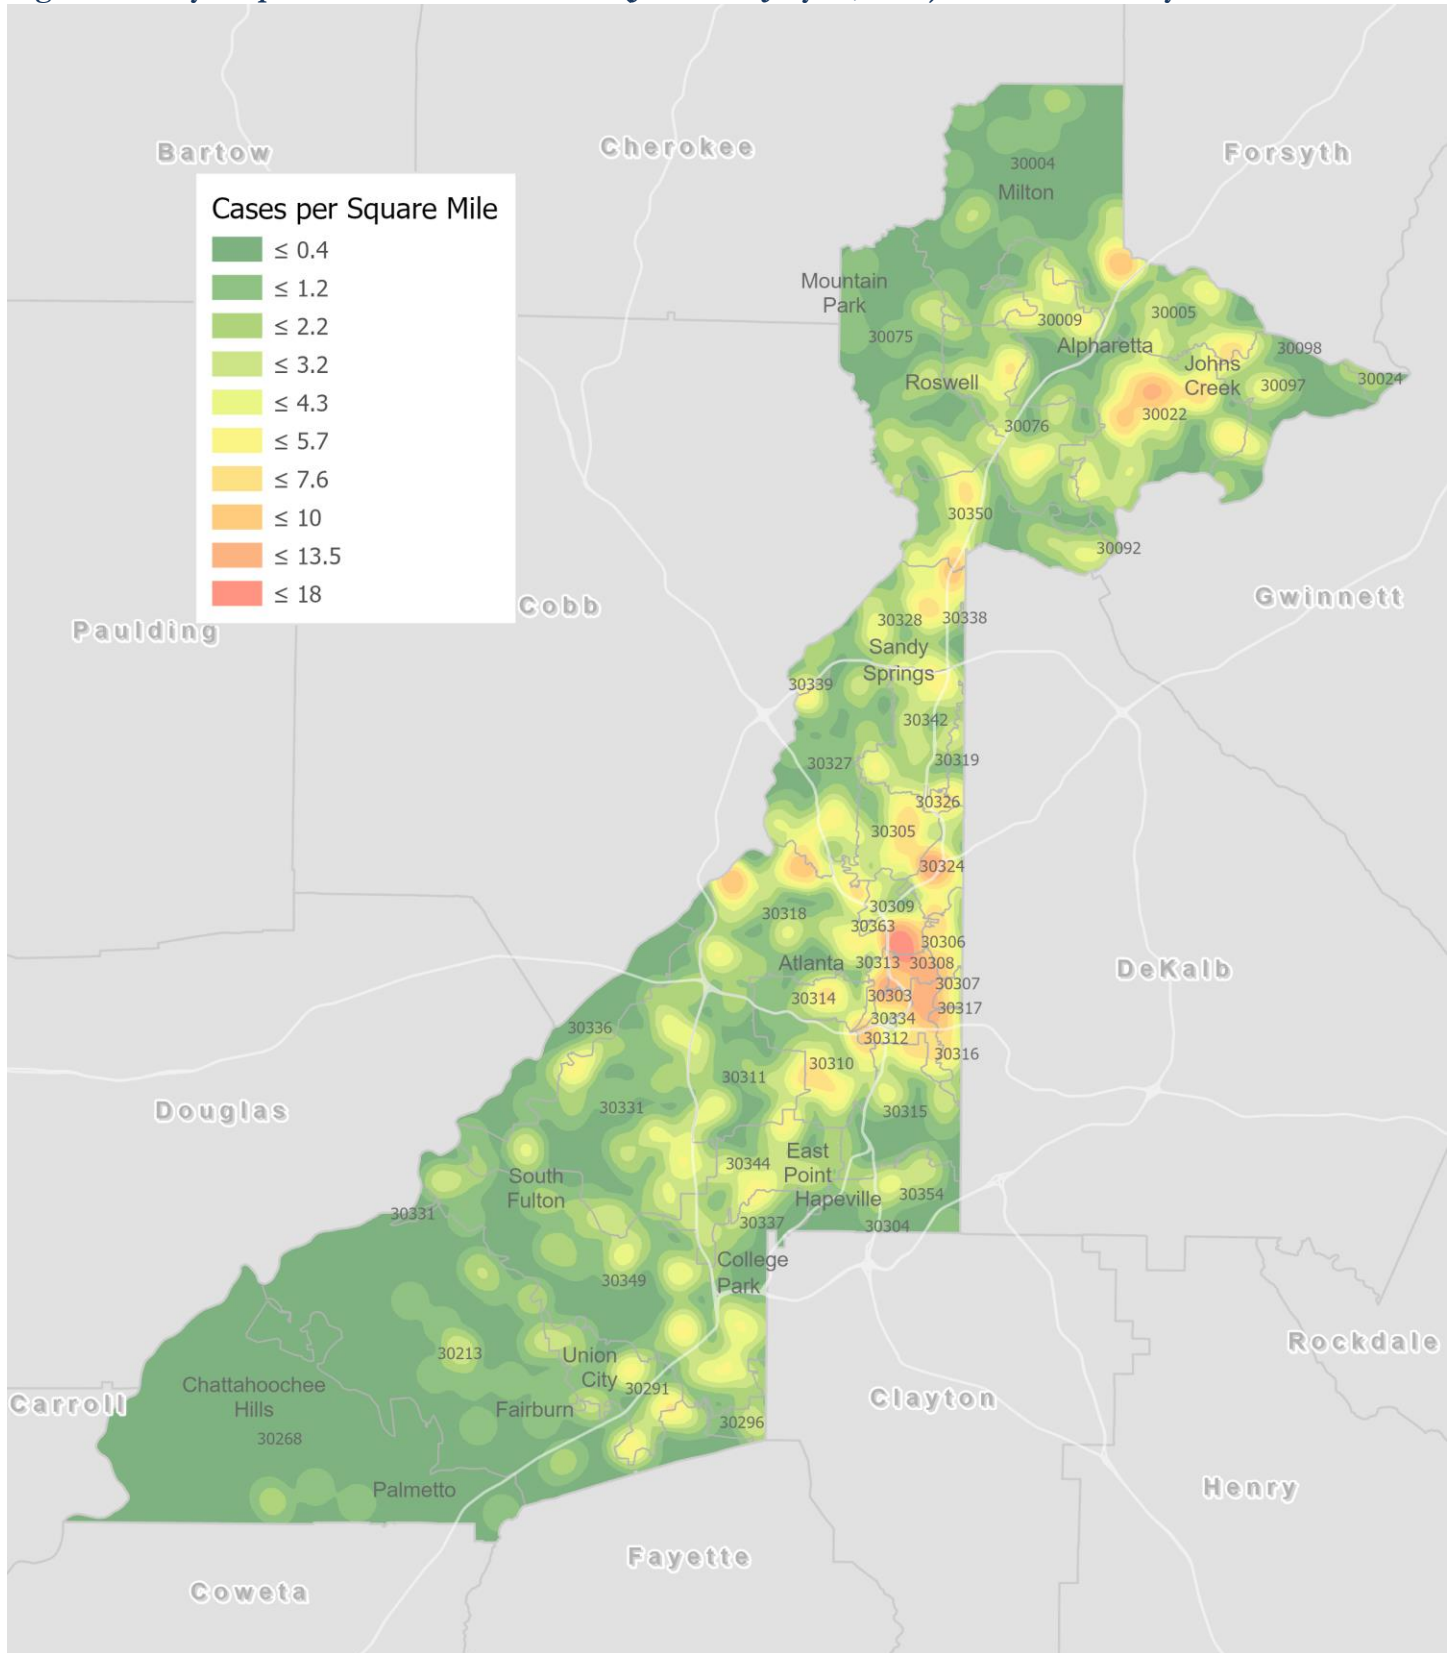 Bartow
Cherokee
Forsyth
Cases per Square Mile
≤ 0.4
≤ 1.2
≤ 2.2
≤ 3.2
≤ 4.3
≤ 5.7
≤ 7.6
≤ 10
≤ 13.5
≤ 18
30004
Milton
Mountain
Park
30075
30009
30005
Alpharetta
30098
Johns
Creek
30097
30024
Roswell
30022
30076
30350
30092
Gwinnett
Cobb
Paulding
30328
30338
Sandy
Springs
30339
30342
30327
30319
30326
30305
30324
30318
30309
30363
30306
Atlanta
30313
30308
DeKalb
30307
30314
30303
30317
30334
30336
30312
30316
30310
30311
Douglas
30331
30315
East
Point
30344
South
Fulton
Hapeville
30354
30331
30337
30304
College
Park
30349
Rockdale
30213
Union
City
30291
Chattahoochee
Hills
Carroll
Fairburn
Clayton
30296
30268
Palmetto
Henry
Fayette
Coweta